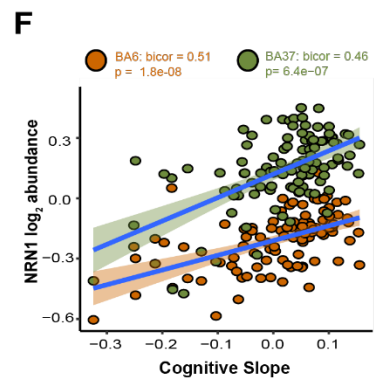 F
BA6: bicor = 0.51
p = 1.8e-08
BA37: bicor = 0.46
p= 6.4e-07
NRN1 log2 abundance
0.3
0.0
−0.3
−0.6
−0.3
−0.2
−0.1
0.0
0.1
Cognitive Slope